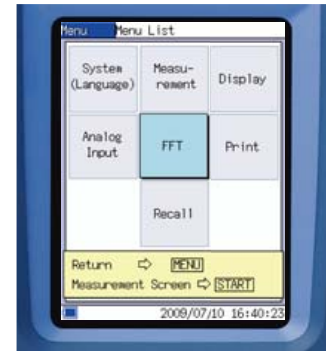 Menu Menu List
System (Language)
Measu-rement
Display
Analog Input
FFT
Print
Recall
Return ⇨ MENU
Measurement Screen ⇨ START
2009/07/10 16:40:23